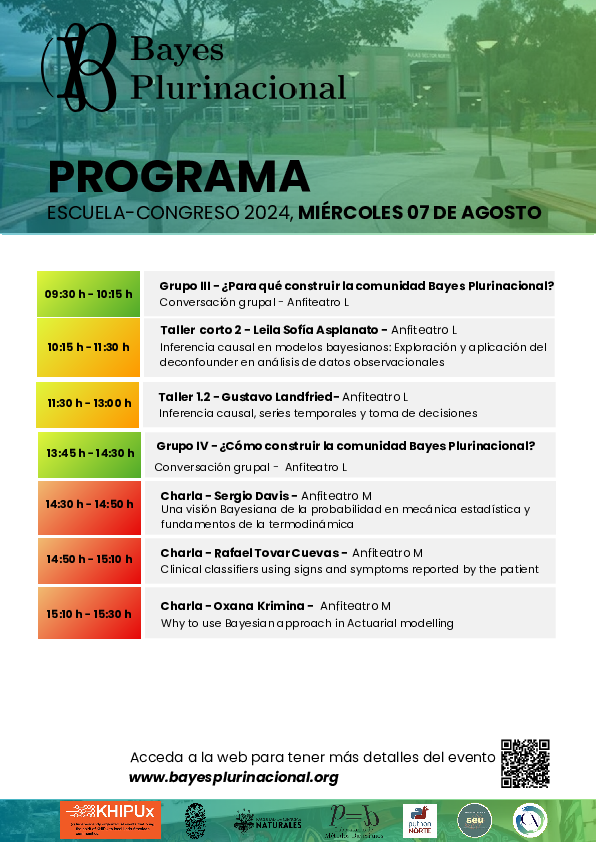 Bayes
Plurinacional
PROGRAMA
ESCUELA-CONGRESO 2024, MIÉRCOLES 07 DE AGOSTO
09:30 h - 10:15 h
Grupo III - ¿Para qué construir la comunidad Bayes Plurinacional?
Conversación grupal - Anfiteatro L
10:15 h - 11:30 h
Taller corto 2 - Leila Sofía Asplanato - Anfiteatro L
Inferencia causal en modelos bayesianos: Exploración y aplicación del
deconfounder en análisis de datos observacionales
11:30 h - 13:00 h
Taller 1.2 - Gustavo Landfried- Anfiteatro L
Inferencia causal, series temporales y toma de decisiones
13:45 h - 14:30 h
Grupo IV - ¿Cómo construir la comunidad Bayes Plurinacional?
Conversación grupal - Anfiteatro L
14:30 h - 14:50 h
Charla - Sergio Davis - Anfiteatro M
Una visión Bayesiana de la probabilidad en mecánica estadística y
fundamentos de la termodinámica
14:50 h - 15:10 h
Charla - Rafael Tovar Cuevas - Anfiteatro M
Clinical classifiers using signs and symptoms reported by the patient
15:10 h - 15:30 h
Charla - Oxana Krimina - Anfiteatro M
Why to use Bayesian approach in Actuarial modelling
Acceda a la web para tener más detalles del evento
www.bayesplurinacional.org
KHIPUx
NATURALES
p=b
python
NORTE
seu
CA